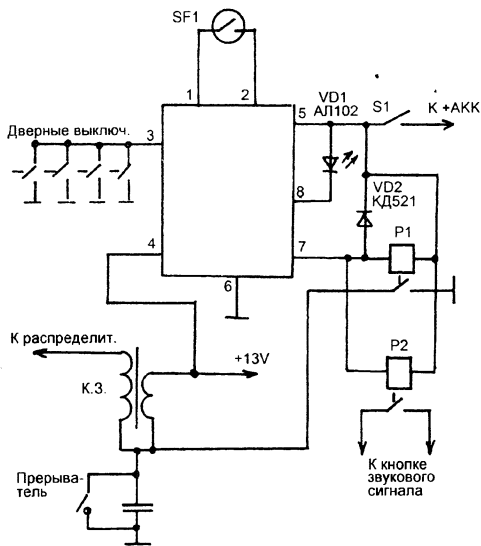 SF1
1
2
VD1
АЛ102
5
S1
К +АКК
Дверные выключ.
3
8
VD2
КД521
4
7
P1
6
К распределит.
+13V
P2
К.З.
Прерыва-
тель
К кнопке
звукового
сигнала